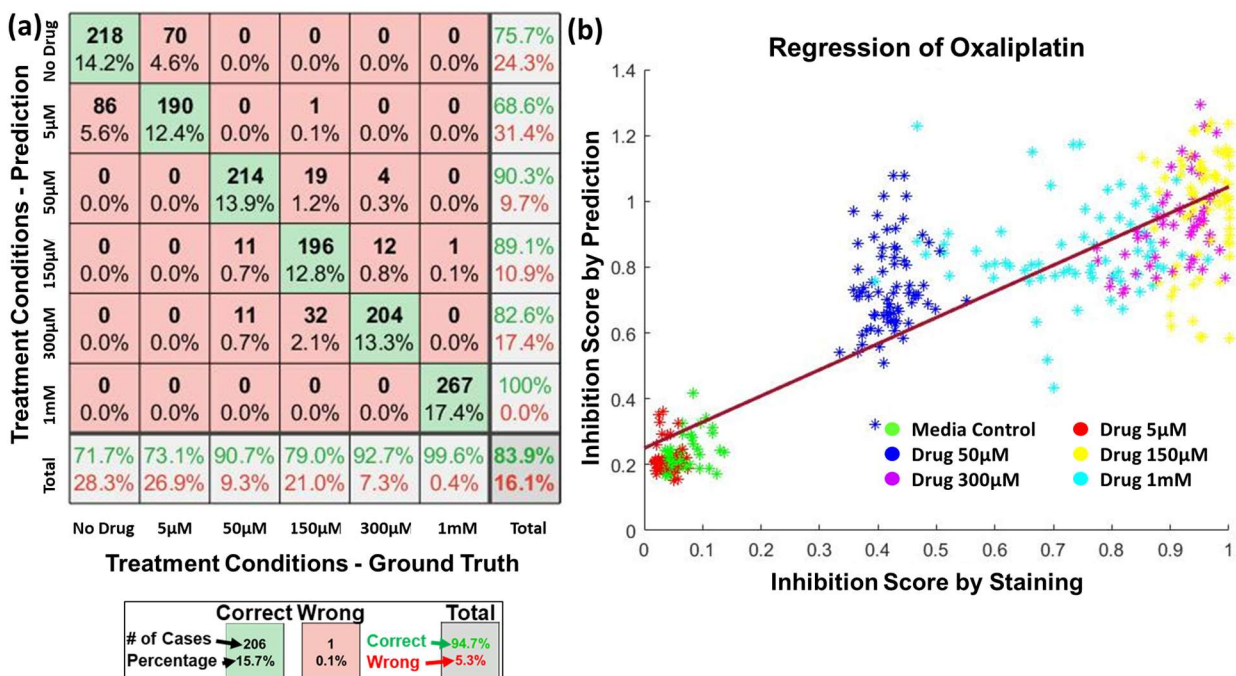 (a)
Treatment Conditions - Prediction
No Drug
218 70 0 0 0 0 75.7%
14.2% 4.6% 0.0% 0.0% 0.0% 0.0% 24.3%
5µM
86 190 0 1 0 0 68.6%
5.6% 12.4% 0.0% 0.1% 0.0% 0.0% 31.4%
50µM
0 0 214 19 4 0 90.3%
0.0% 0.0% 13.9% 1.2% 0.3% 0.0% 9.7%
150µM
0 0 11 196 12 1 89.1%
0.0% 0.0% 0.7% 12.8% 0.8% 0.1% 10.9%
300µM
0 0 11 32 204 0 82.6%
0.0% 0.0% 0.7% 2.1% 13.3% 0.0% 17.4%
1mM
0 0 0 0 0 267 100%
0.0% 0.0% 0.0% 0.0% 0.0% 17.4% 0.0%
Total
71.7% 73.1% 90.7% 79.0% 92.7% 99.6% 83.9%
28.3% 26.9% 9.3% 21.0% 7.3% 0.4% 16.1%
No Drug 5µM 50µM 150µM 300µM 1mM Total
Treatment Conditions - Ground Truth
Correct Wrong Total
# of Cases 206 1 Correct 94.7%
Percentage 15.7% 0.1% Wrong 5.3%
(b)
Regression of Oxaliplatin
Inhibition Score by Prediction
1.4
1.2
1
0.8
0.6
0.4
0.2
0
Media Control Drug 5µM
Drug 50µM Drug 150µM
Drug 300µM Drug 1mM
0 0.1 0.2 0.3 0.4 0.5 0.6 0.7 0.8 0.9 1
Inhibition Score by Staining